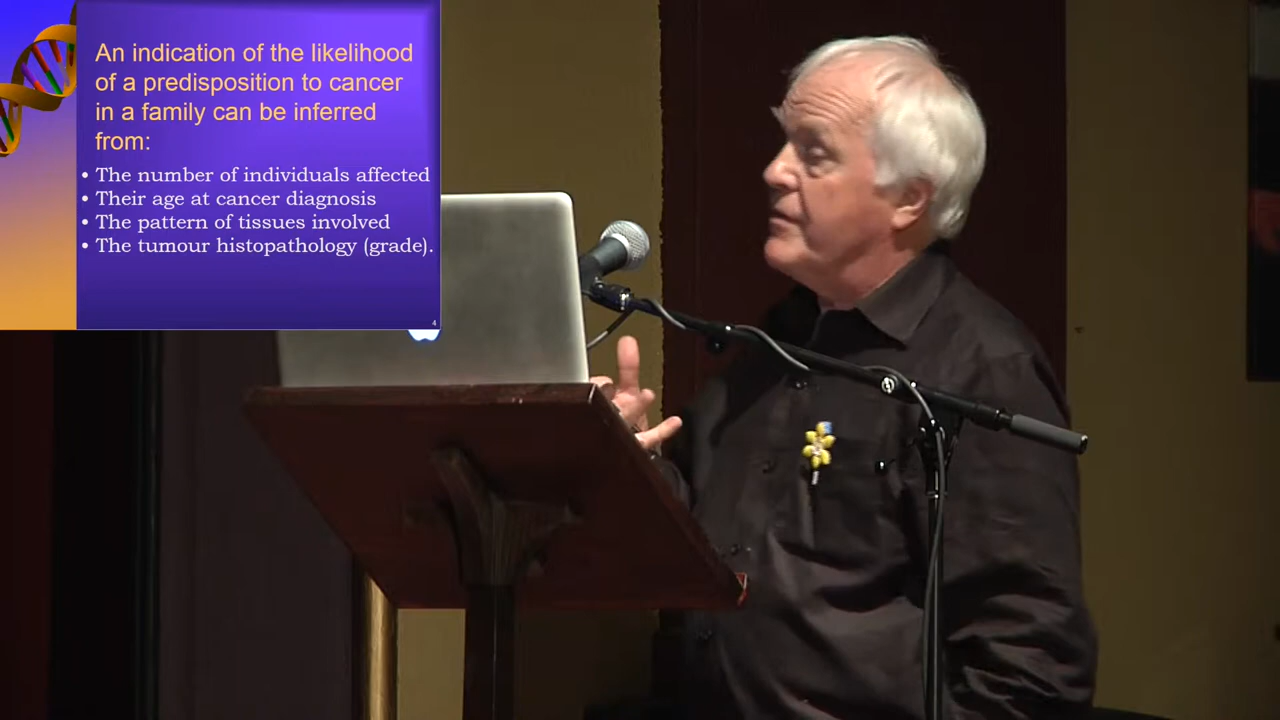 An indication of the likelihood
of a predisposition to cancer
in a family can be inferred
from:
• The number of individuals affected
• Their age at cancer diagnosis
• The pattern of tissues involved
• The tumour histopathology (grade).
4